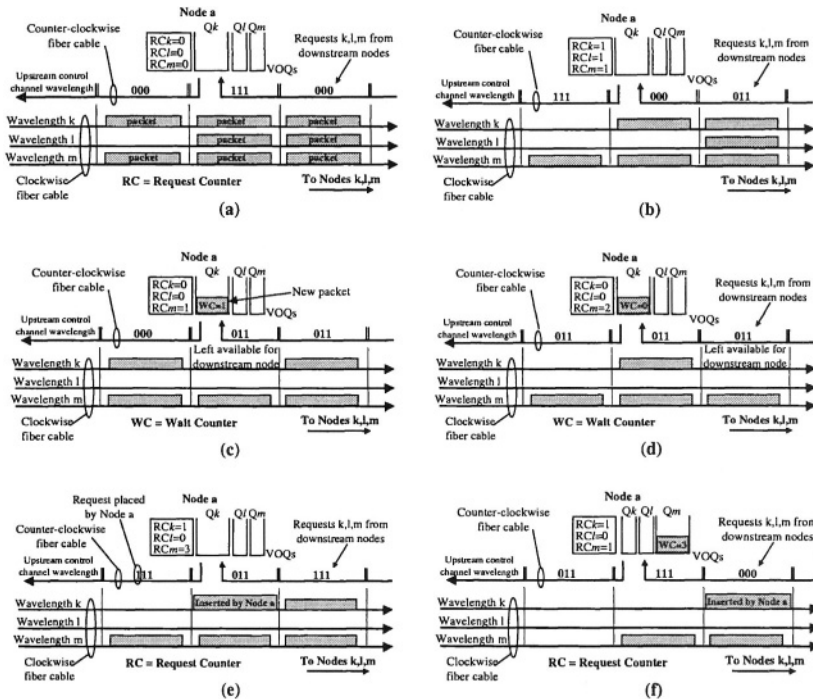 Node a
Counter-clockwise
fiber cable
Qk Ql Qm
RCk=0
RCl=0
RCm=0
Requests k,l,m from
downstream nodes
VOQs
Upstream control
channel wavelength
000 111 000
Wavelength k packet packet packet
Wavelength l packet packet
Wavelength m packet packet packet
Clockwise
fiber cable
RC = Request Counter
To Nodes k,l,m
(a)
Node a
Counter-clockwise
fiber cable
Qk Ql Qm
RCk=1
RCl=1
RCm=1
Requests k,l,m from
downstream nodes
VOQs
Upstream control
channel wavelength
111 000 011
Wavelength k
Wavelength l
Wavelength m
Clockwise
fiber cable
To Nodes k,l,m
(b)
Node a
Counter-clockwise
fiber cable
Qk Ql Qm
RCk=0
RCl=0
RCm=1
WC=1
New packet
VOQs
Upstream control
channel wavelength
000 011 011
Left available for
downstream node
Wavelength k
Wavelength l
Wavelength m
Clockwise
fiber cable
WC = Wait Counter
To Nodes k,l,m
(c)
Node a
Counter-clockwise
fiber cable
Qk Ql Qm
RCk=0
RCl=0
RCm=2
WC=0
Requests k,l,m from
downstream nodes
VOQs
Upstream control
channel wavelength
011 011 011
Left available for
downstream node
Wavelength k
Wavelength l
Wavelength m
Clockwise
fiber cable
WC = Wait Counter
To Nodes k,l,m
(d)
Request placed
by Node a
Node a
Counter-clockwise
fiber cable
Qk Ql Qm
RCk=1
RCl=0
RCm=3
Requests k,l,m from
downstream nodes
VOQs
Upstream control
channel wavelength
111 011 111
Wavelength k Inserted by Node a
Wavelength l
Wavelength m
Clockwise
fiber cable
RC = Request Counter
To Nodes k,l,m
(e)
Node a
Counter-clockwise
fiber cable
Qk Ql Qm
RCk=1
RCl=0
RCm=1
WC=3
Requests k,l,m from
downstream nodes
VOQs
Upstream control
channel wavelength
011 111 000
Wavelength k Inserted by Node a
Wavelength l
Wavelength m
Clockwise
fiber cable
RC = Request Counter
To Nodes k,l,m
(f)